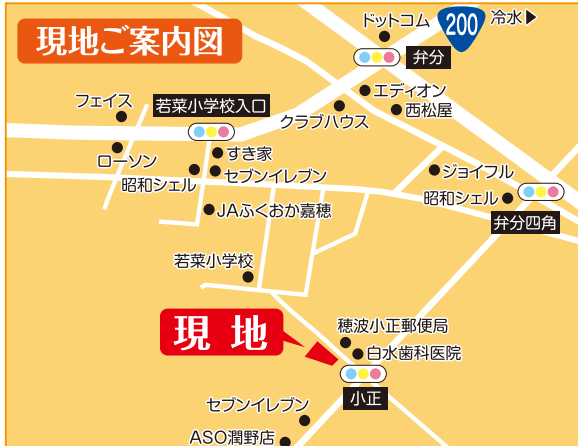 現地ご案内図
ドットコム
200
冷水▶
弁分
エディオン
西松屋
クラブハウス
フェイス
若菜小学校入口
ローソン
すき家
昭和シェル
セブンイレブン
ジョイフル
昭和シェル
弁分四角
JAふくおか嘉穂
若菜小学校
現地
穂波小正郵便局
白水歯科医院
小正
セブンイレブン
ASO潤野店